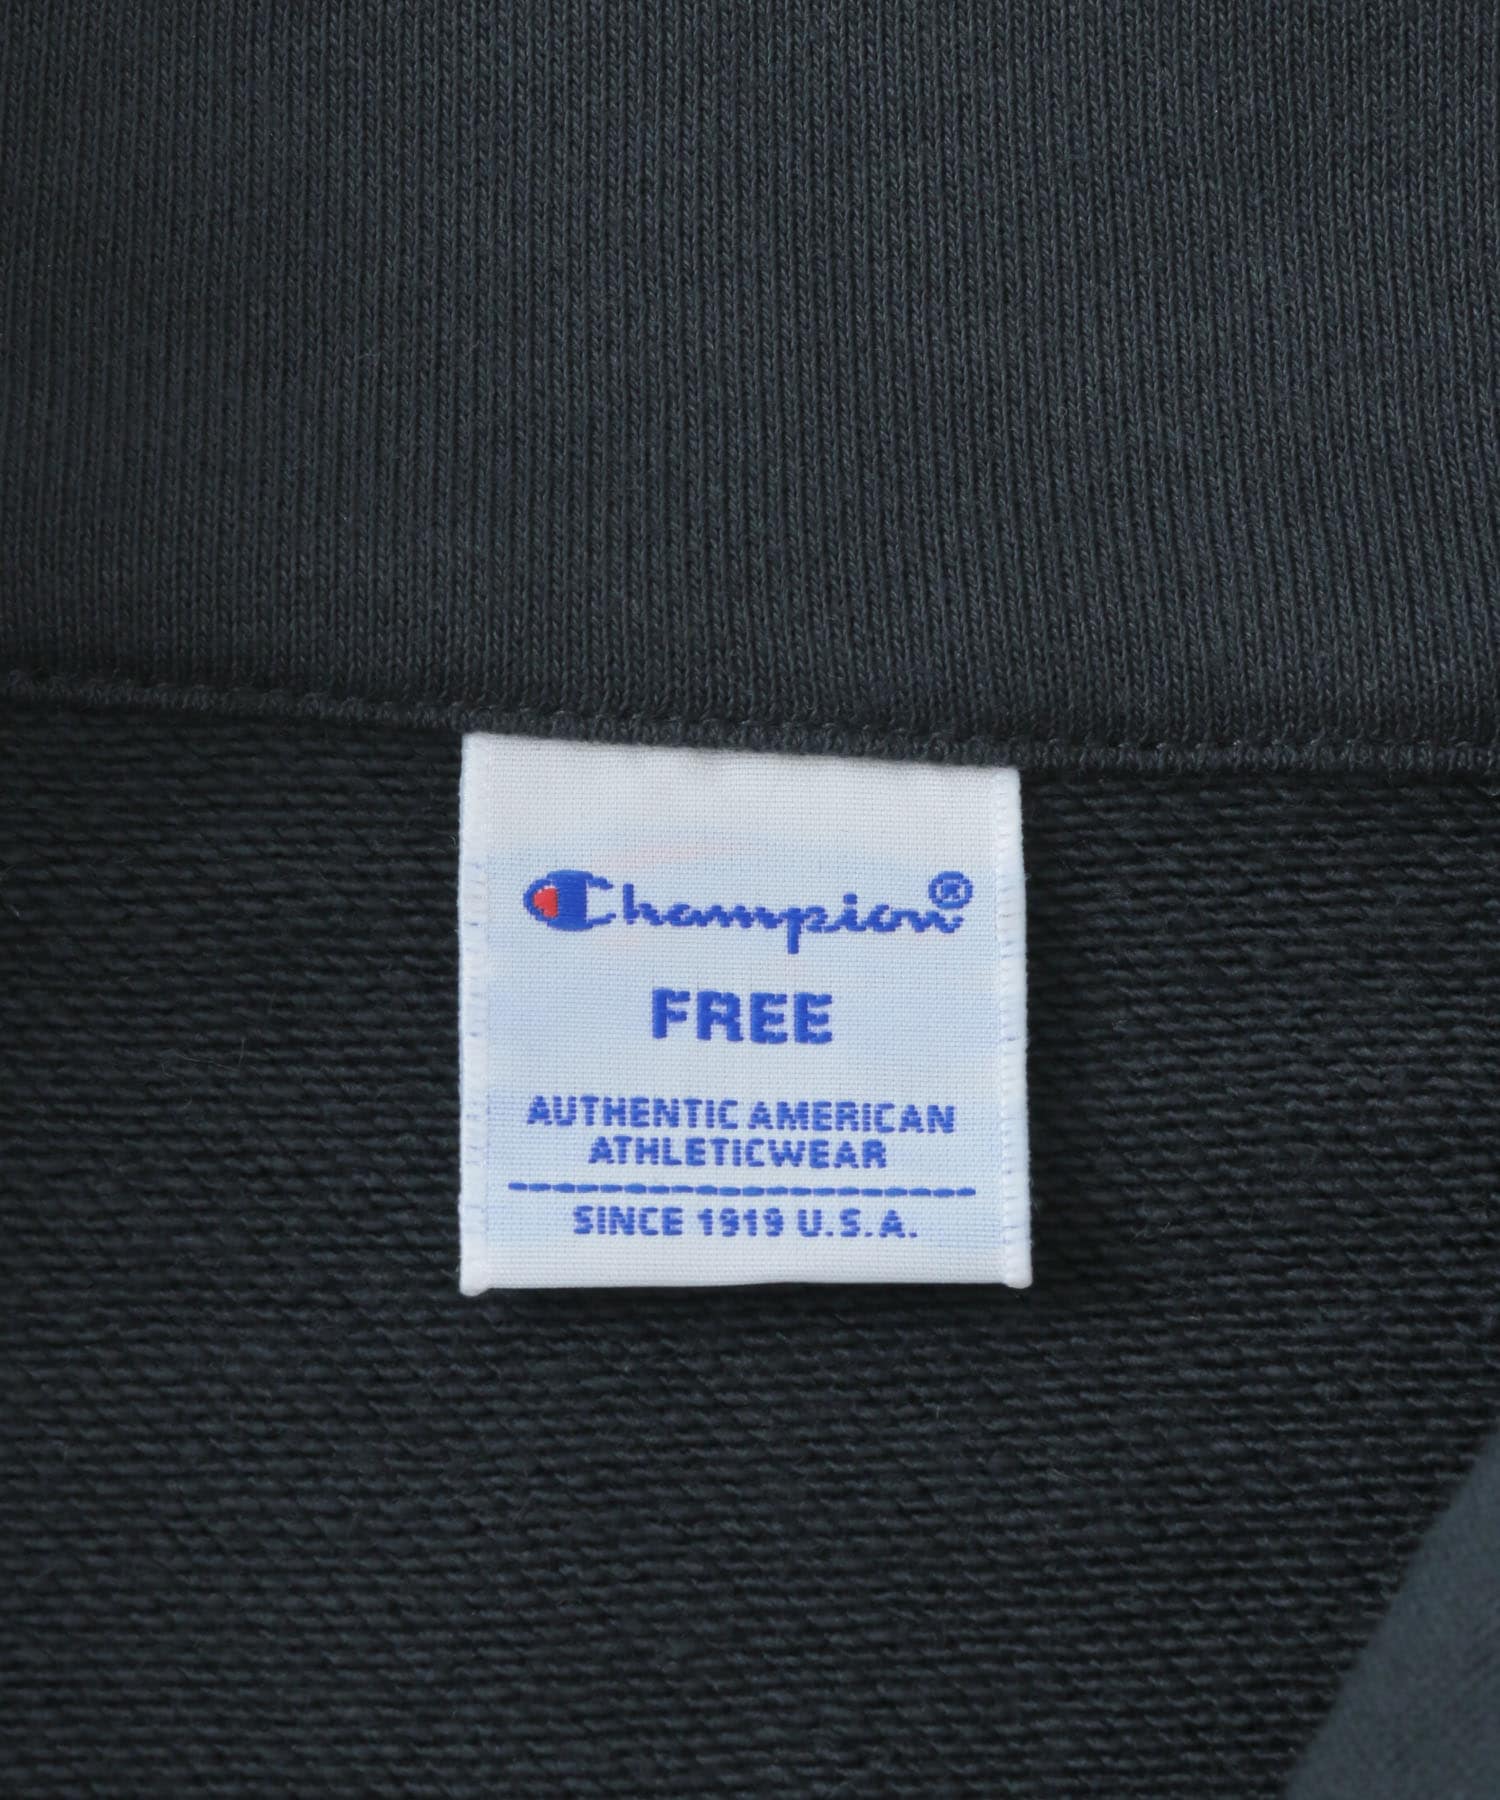 Champion®
FREE
AUTHENTIC AMERICAN
ATHLETICWEAR
SINCE 1919 U.S.A.